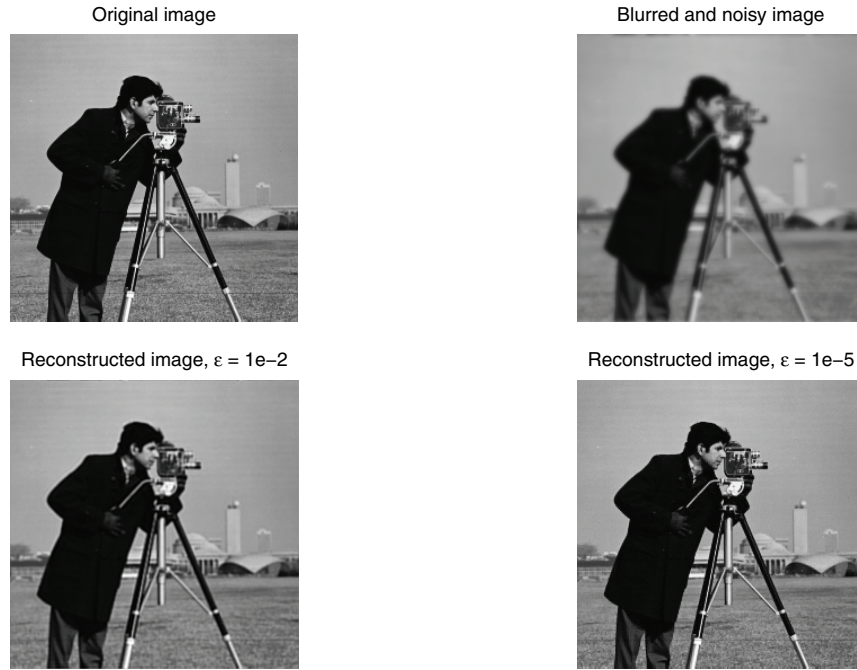 Original image
Blurred and noisy image
Reconstructed image, ε = 1e−2
Reconstructed image, ε = 1e−5